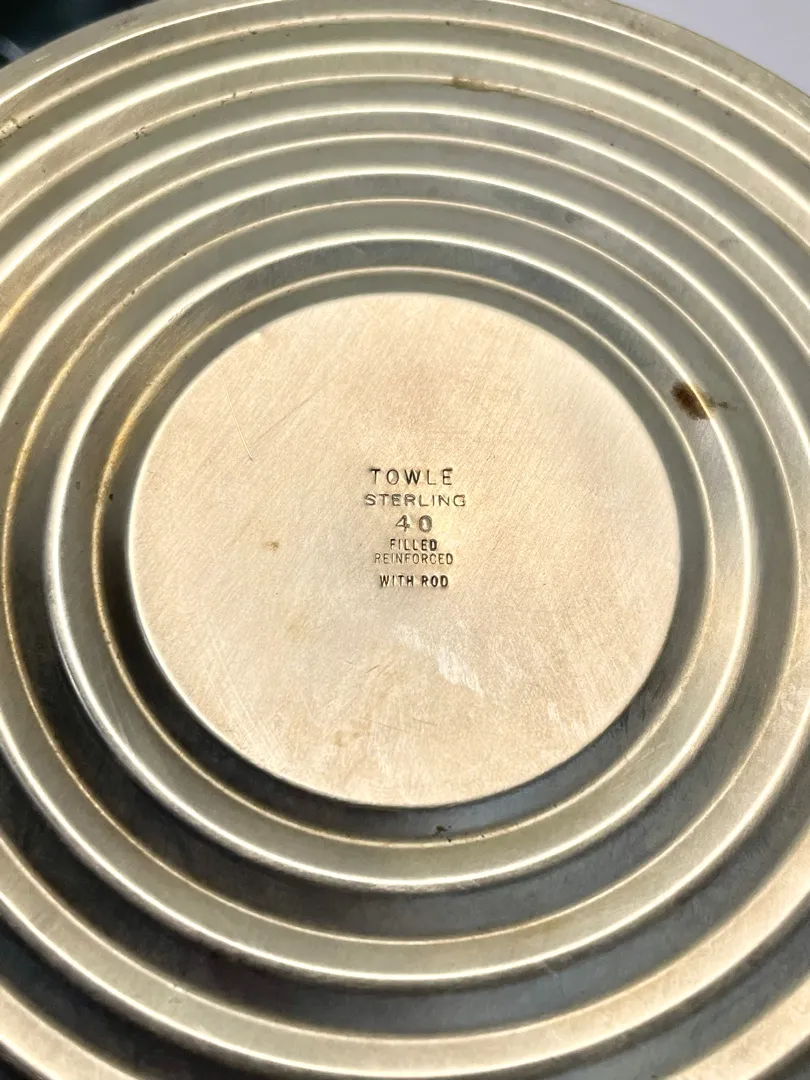 TOWLE
STERLING
40
FILLED
REINFORCED
WITH ROD